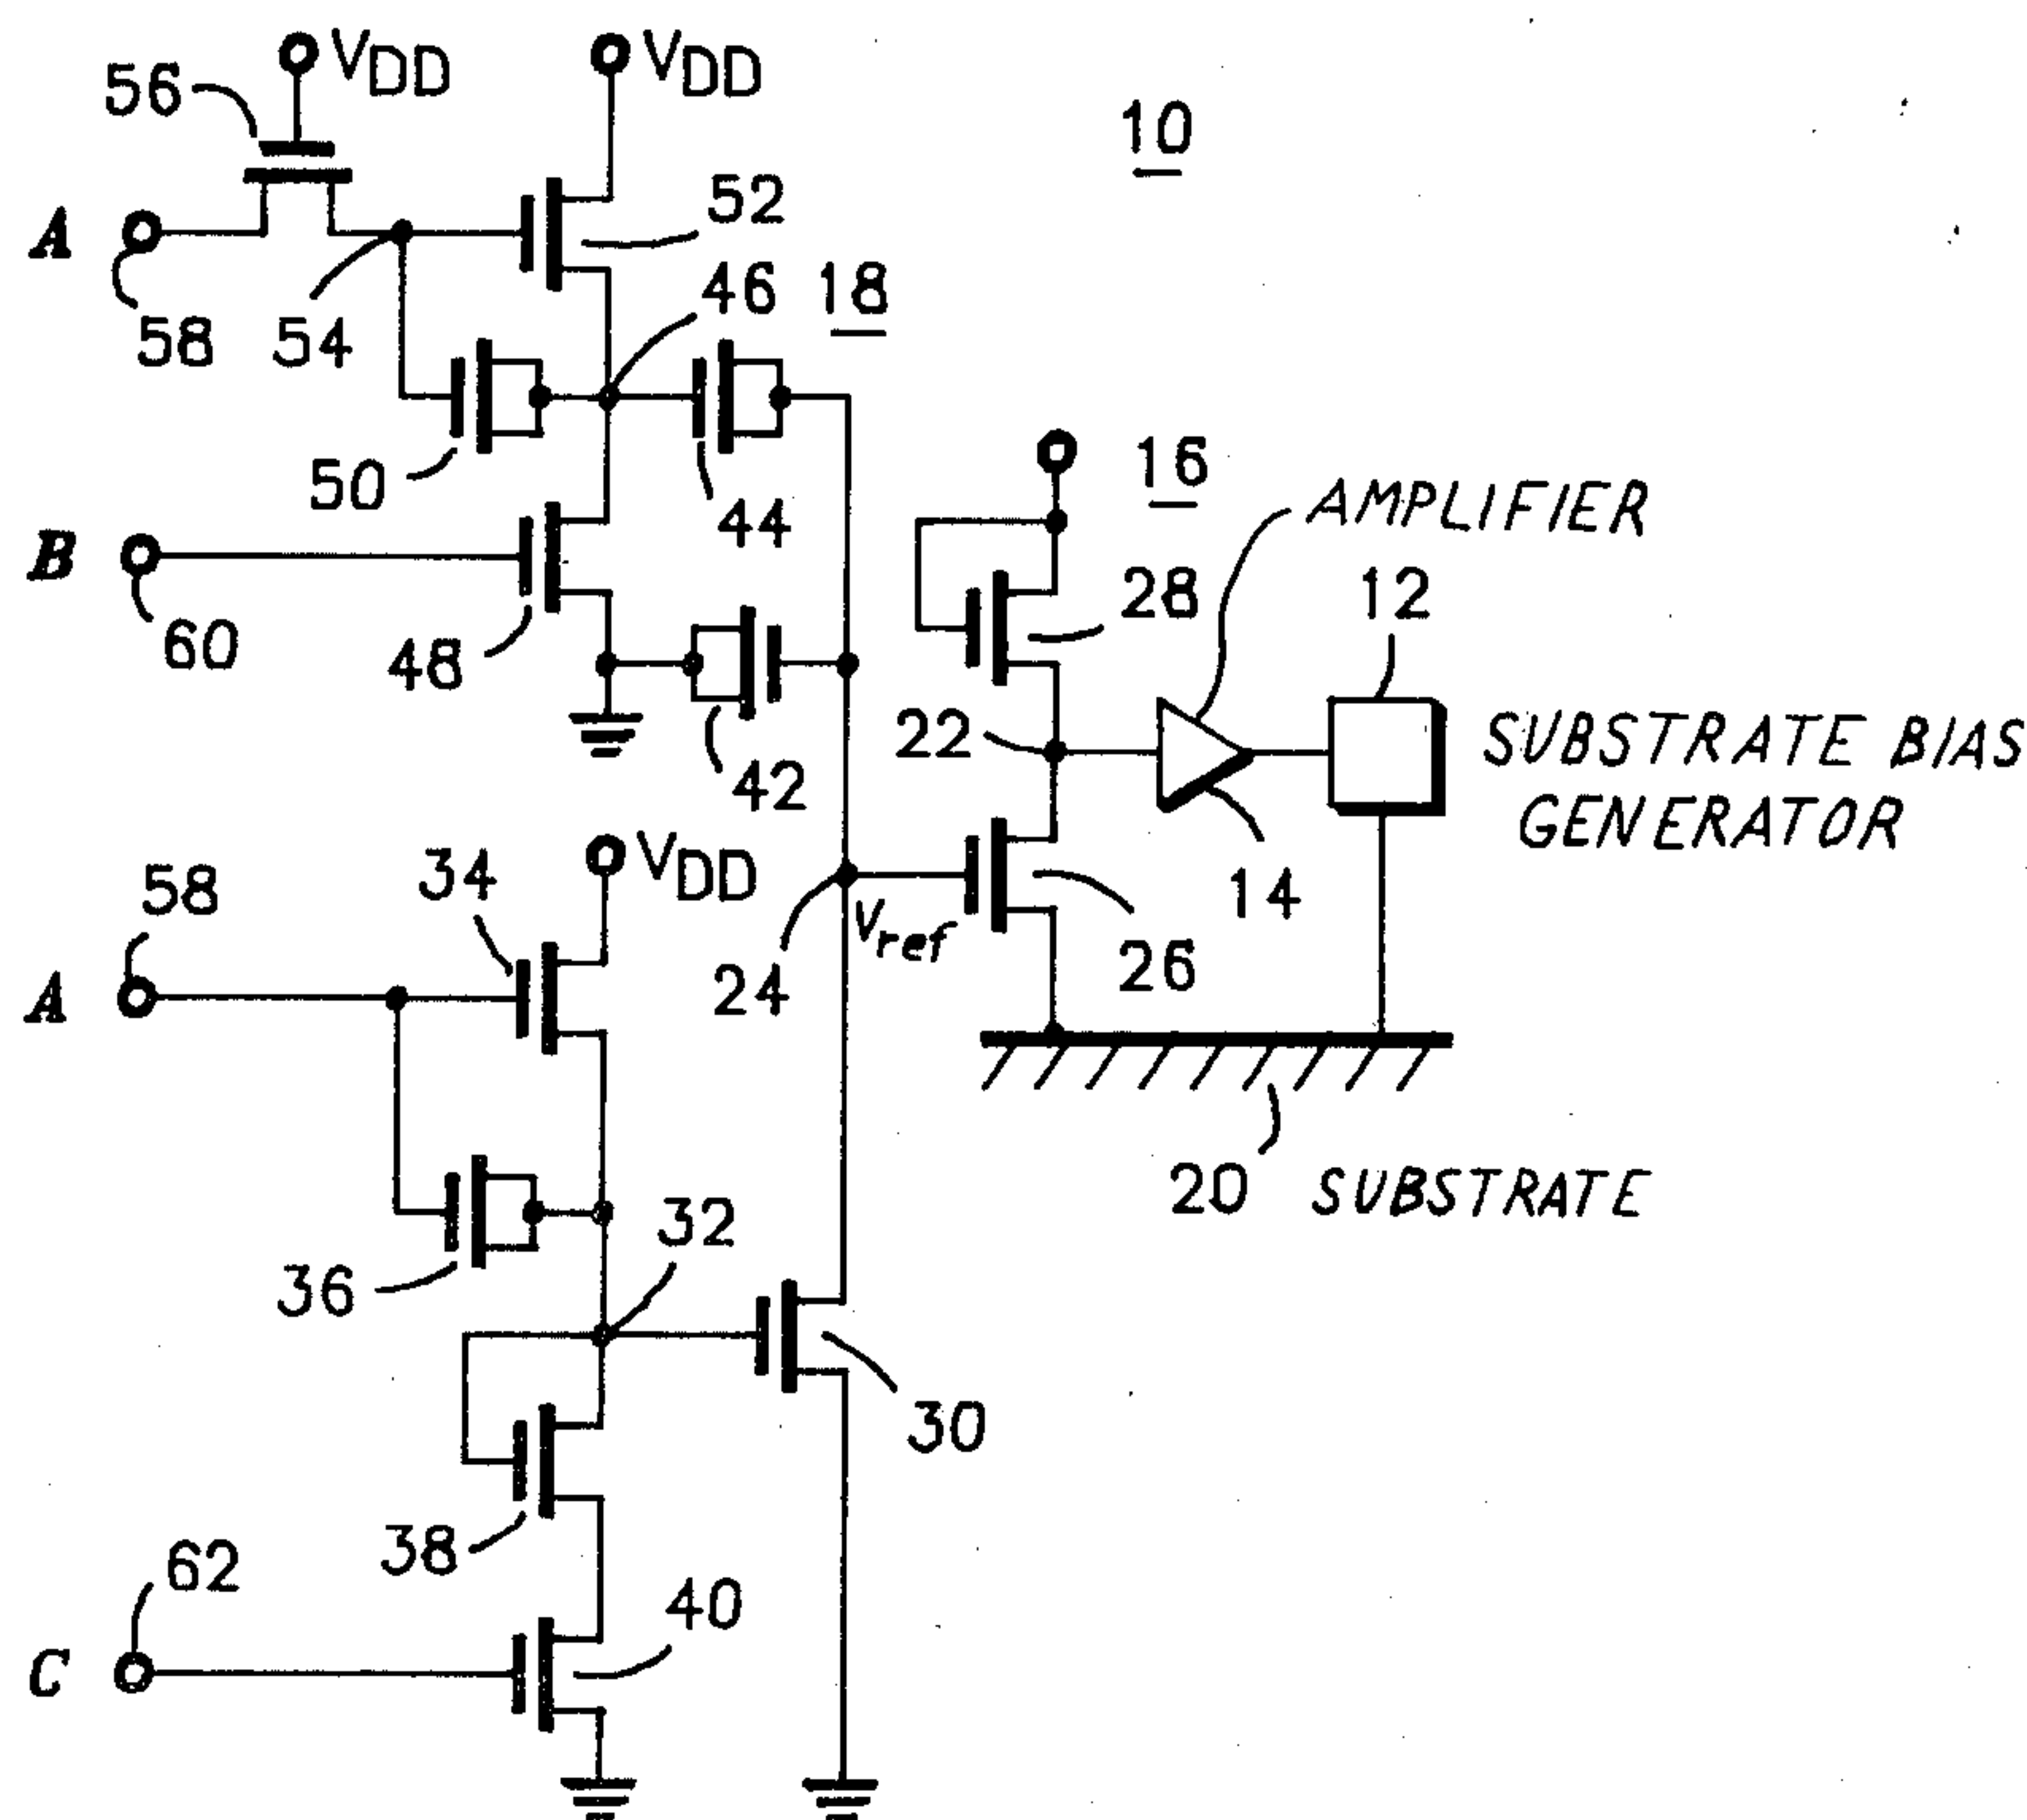 VDD VDD
56
10
A
52
46 18
58 54
50
44
16
AMPLIFIER
B
60
48
28
12
22
42
SUBSTRATE BIAS
GENERATOR
58
34
VDD
14
Vref
24
26
A
20 SUBSTRATE
32
36
30
38
62
40
C